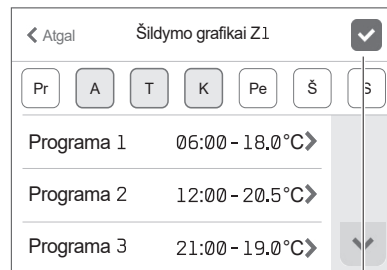 Atgal Šildymo grafikai Z1
Pr A T K Pe Š S
Programa 1 06:00 - 18.0°C
Programa 2 12:00 - 20.5°C
Programa 3 21:00 - 19.0°C